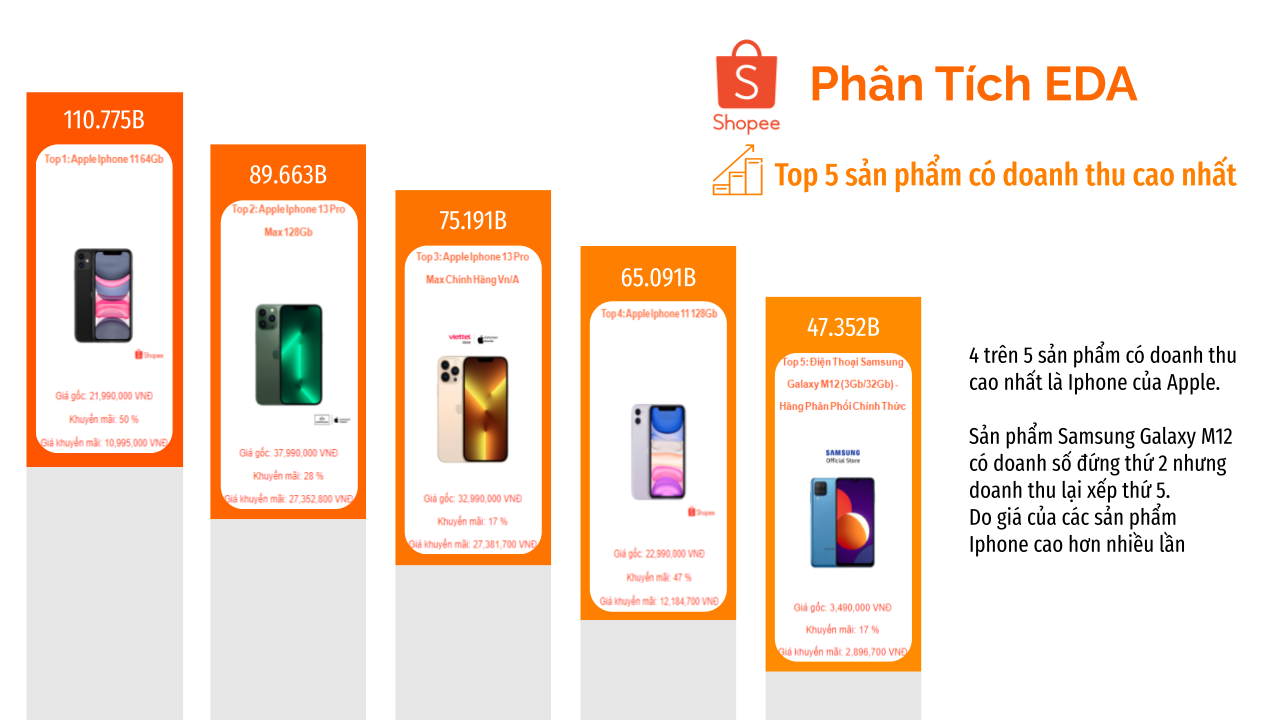 S
Shopee
Phân Tích EDA
Top 5 sản phẩm có doanh thu cao nhất
110.775B
Top 1: Apple Iphone 11 64Gb
Shopee
Giá gốc: 21,990,000 VNĐ
Khuyến mãi: 50 %
Giá khuyến mãi: 10,995,000 VNĐ
89.663B
Top 2: Apple Iphone 13 Pro
Max 128Gb
Giá gốc: 37,990,000 VNĐ
Khuyến mãi: 28 %
Giá khuyến mãi: 27,352,800 VNĐ
75.191B
Top 3: Apple Iphone 13 Pro
Max Chính Hãng Vn/A
viettel
Giá gốc: 32,990,000 VNĐ
Khuyến mãi: 17 %
Giá khuyến mãi: 27,381,700 VNĐ
65.091B
Top 4: Apple Iphone 11 128Gb
Shopee
Giá gốc: 22,990,000 VNĐ
Khuyến mãi: 47 %
Giá khuyến mãi: 12,184,700 VNĐ
47.352B
Top 5: Điện Thoại Samsung
Galaxy M12 (3Gb/32Gb) -
Hàng Phân Phối Chính Thức
SAMSUNG
Official Store
Giá gốc: 3,490,000 VNĐ
Khuyến mãi: 17 %
Giá khuyến mãi: 2,896,700 VNĐ
4 trên 5 sản phẩm có doanh thu
cao nhất là Iphone của Apple.
Sản phẩm Samsung Galaxy M12
có doanh số đứng thứ 2 nhưng
doanh thu lại xếp thứ 5.
Do giá của các sản phẩm
Iphone cao hơn nhiều lần